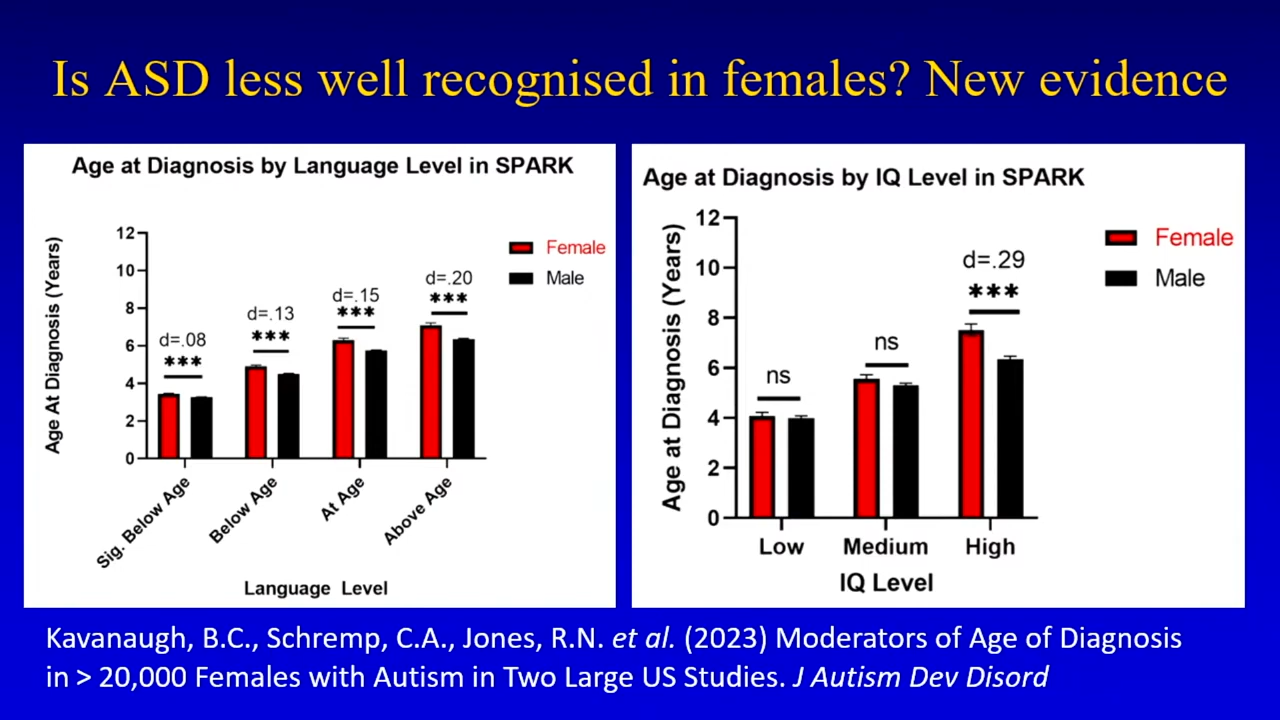 Is ASD less well recognised in females? New evidence
Age at Diagnosis by Language Level in SPARK
Age At Diagnosis (Years)
12
10
8
6
4
2
0
d=.08
***
d=.13
***
d=.15
***
d=.20
***
Female
Male
Sig. Below Age
Below Age
At Age
Above Age
Language Level
Age at Diagnosis by IQ Level in SPARK
Age at Diagnosis (Years)
12
10
8
6
4
2
0
ns
ns
d=.29
***
Female
Male
Low
Medium
High
IQ Level
Kavanaugh, B.C., Schremp, C.A., Jones, R.N. et al. (2023) Moderators of Age of Diagnosis
in > 20,000 Females with Autism in Two Large US Studies. J Autism Dev Disord